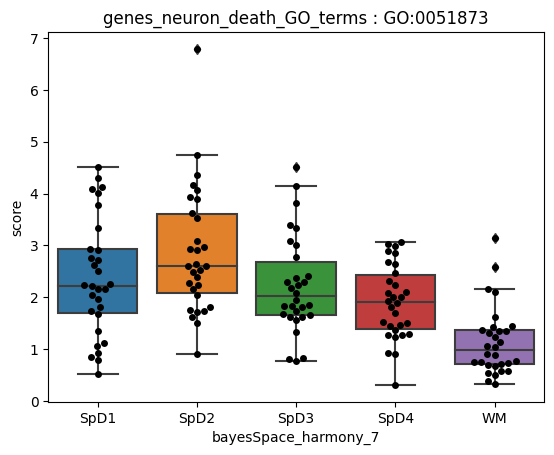 genes_neuron_death_GO_terms : GO:0051873
7
6
5
4
3
2
1
0
score
SpD1 SpD2 SpD3 SpD4 WM
bayesSpace_harmony_7